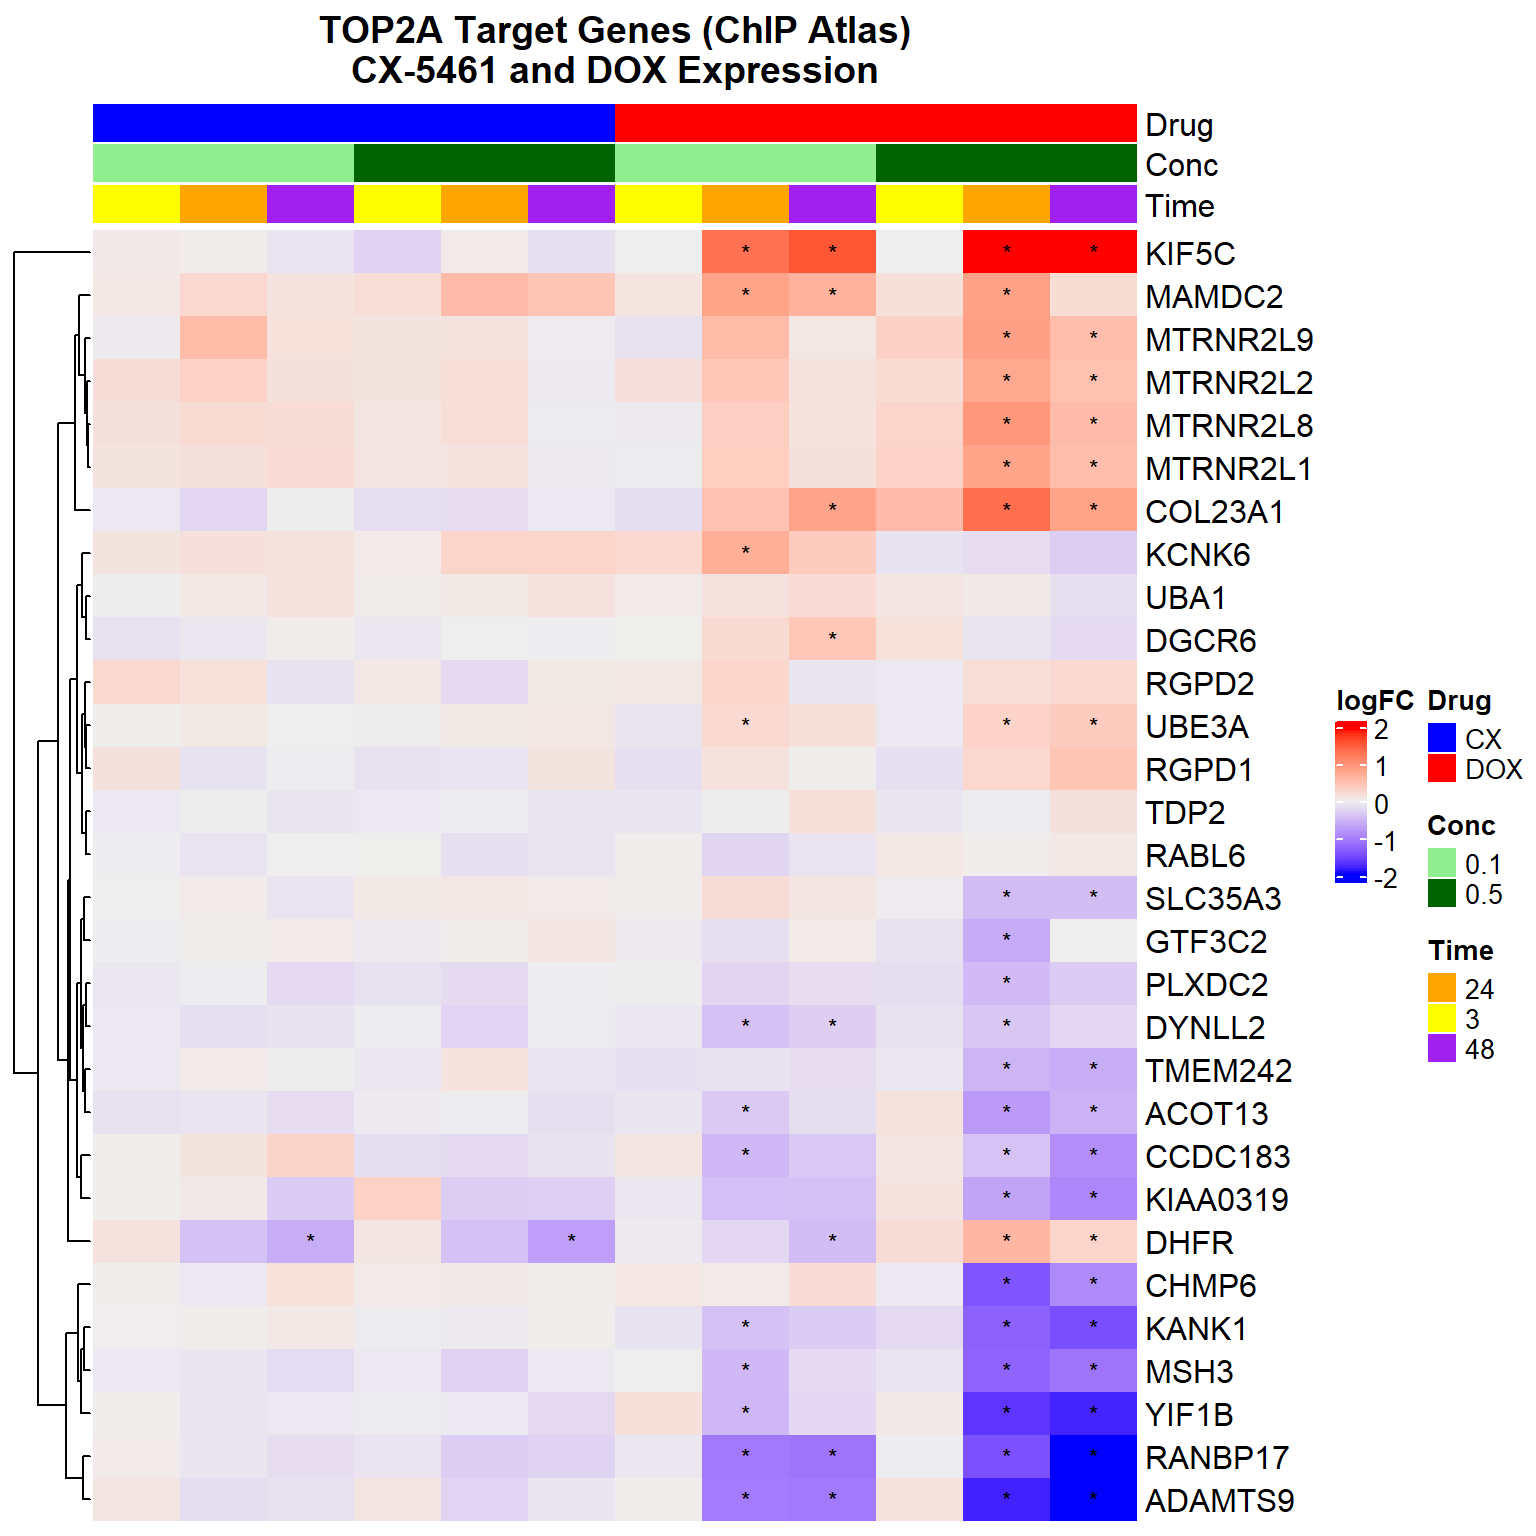 TOP2A Target Genes (ChIP Atlas)
CX-5461 and DOX Expression
Drug
Conc
Time
* * * * KIF5C
* * * MAMDC2
* * MTRNR2L9
* * MTRNR2L2
* * MTRNR2L8
* * MTRNR2L1
* * * COL23A1
* KCNK6
UBA1
* DGCR6
RGPD2
* * * UBE3A
RGPD1
TDP2
RABL6
* * SLC35A3
* GTF3C2
* PLXDC2
* * * DYNLL2
* * TMEM242
* * * ACOT13
* * * CCDC183
* * KIAA0319
* * * * * DHFR
* * CHMP6
* * * KANK1
* * * MSH3
* * * YIF1B
* * * * RANBP17
* * * * ADAMTS9
logFC
2
1
0
-1
-2
Drug
CX
DOX
Conc
0.1
0.5
Time
24
3
48